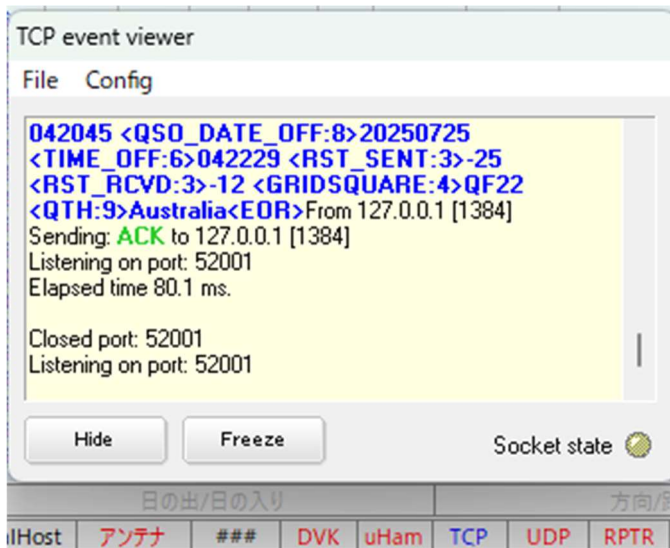 TCP event viewer
File Config
042045 <QSO_DATE_OFF:8>20250725
<TIME_OFF:6>042229 <RST_SENT:3>-25
<RST_RCVD:3>-12 <GRIDSQUARE:4>QF22
<QTH:9>Australia<EOR>From 127.0.0.1 [1384]
Sending: ACK to 127.0.0.1 [1384]
Listening on port: 52001
Elapsed time 80.1 ms.
Closed port: 52001
Listening on port: 52001
Hide Freeze Socket state
日の出/日の入り 方向/
lHost アンテナ ### DVK uHam TCP UDP RPTR